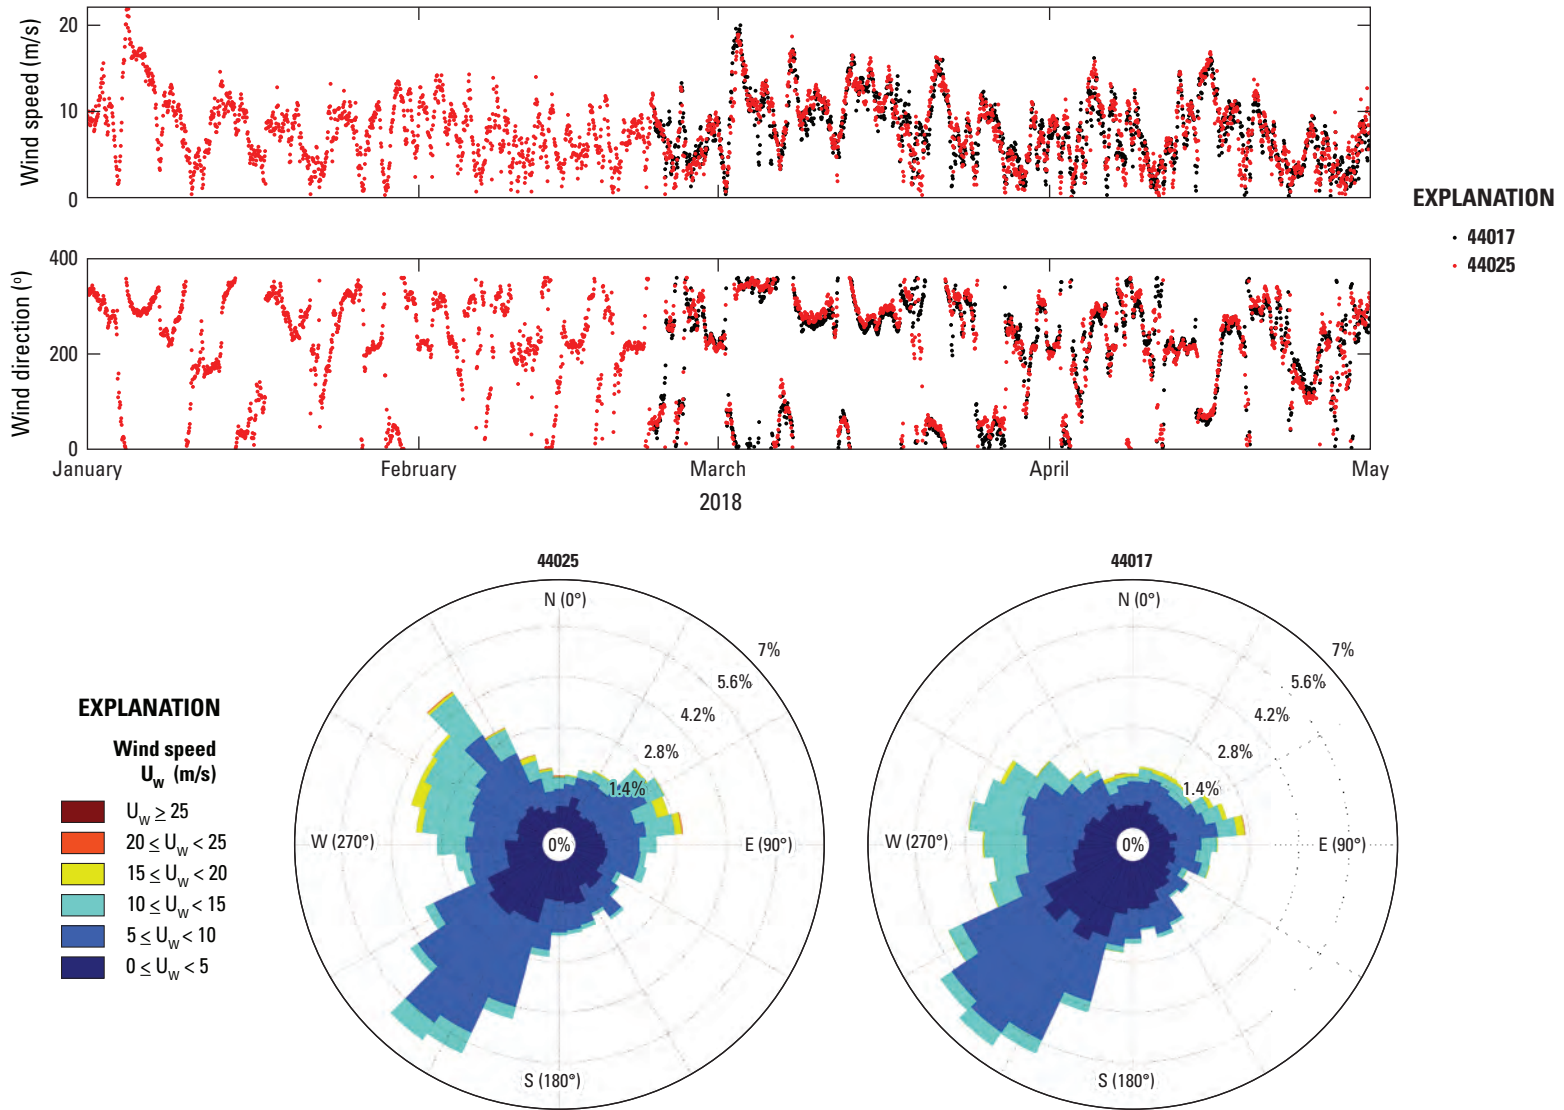 20
10
0
Wind speed (m/s)
EXPLANATION
44017
44025
400
200
0
Wind direction (°)
January February March April May
2018
44025
N (0°)
7%
5.6%
4.2%
2.8%
1.4%
0%
W (270°)
E (90°)
S (180°)
44017
N (0°)
7%
5.6%
4.2%
2.8%
1.4%
0%
W (270°)
E (90°)
S (180°)
EXPLANATION
Wind speed
Uw (m/s)
Uw ≥ 25
20 ≤ Uw < 25
15 ≤ Uw < 20
10 ≤ Uw < 15
5 ≤ Uw < 10
0 ≤ Uw < 5